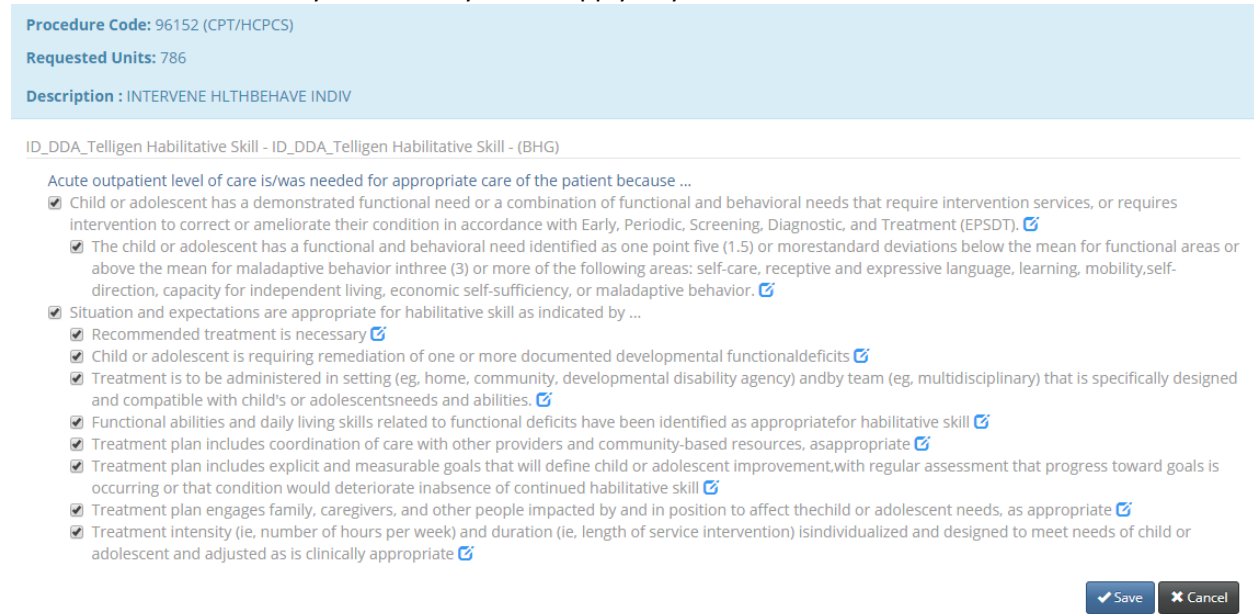 Procedure Code: 96152 (CPT/HCPCS)
Requested Units: 786
Description : INTERVENE HLTHBEHAVE INDIV
ID_DDA_Telligen Habilitative Skill - ID_DDA_Telligen Habilitative Skill - (BHG)
Acute outpatient level of care is/was needed for appropriate care of the patient because ...
Child or adolescent has a demonstrated functional need or a combination of functional and behavioral needs that require intervention services, or requires
intervention to correct or ameliorate their condition in accordance with Early, Periodic, Screening, Diagnostic, and Treatment (EPSDT).
The child or adolescent has a functional and behavioral need identified as one point five (1.5) or morestandard deviations below the mean for functional areas or
above the mean for maladaptive behavior inthree (3) or more of the following areas: self-care, receptive and expressive language, learning, mobility,self-
direction, capacity for independent living, economic self-sufficiency, or maladaptive behavior.
Situation and expectations are appropriate for habilitative skill as indicated by ...
Recommended treatment is necessary
Child or adolescent is requiring remediation of one or more documented developmental functionaldeficits
Treatment is to be administered in setting (eg, home, community, developmental disability agency) andby team (eg, multidisciplinary) that is specifically designed
and compatible with child's or adolescentsneeds and abilities.
Functional abilities and daily living skills related to functional deficits have been identified as appropriatefor habilitative skill
Treatment plan includes coordination of care with other providers and community-based resources, asappropriate
Treatment plan includes explicit and measurable goals that will define child or adolescent improvement,with regular assessment that progress toward goals is
occurring or that condition would deteriorate inabsence of continued habilitative skill
Treatment plan engages family, caregivers, and other people impacted by and in position to affect thechild or adolescent needs, as appropriate
Treatment intensity (ie, number of hours per week) and duration (ie, length of service intervention) isindividualized and designed to meet needs of child or
adolescent and adjusted as is clinically appropriate
Save Cancel